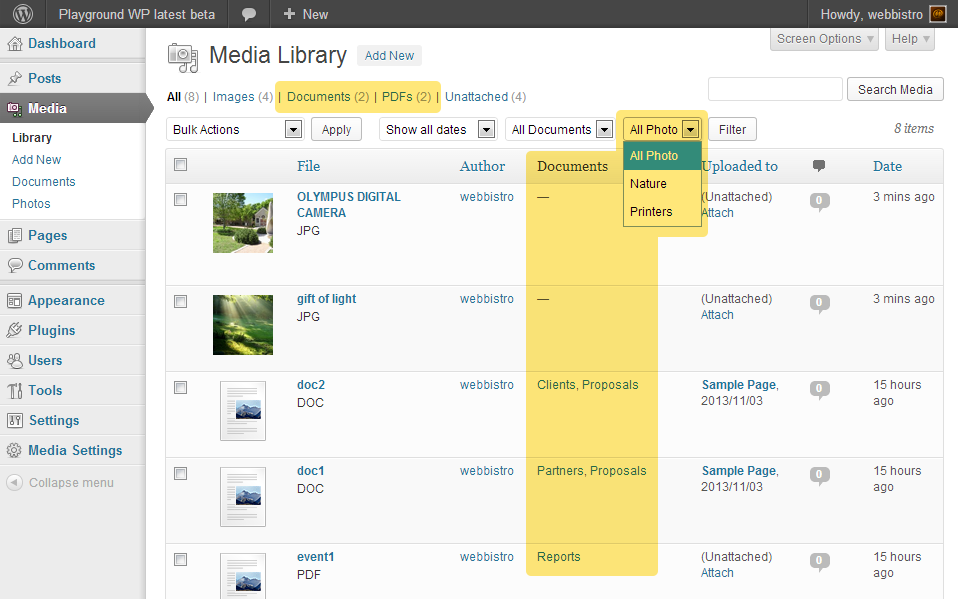 Playground WP latest beta + New Howdy, webbistro
Screen Options Help
Dashboard
Posts
Media
Library
Add New
Documents
Photos
Pages
Comments
Appearance
Plugins
Users
Tools
Settings
Media Settings
Collapse menu
Media Library Add New
All (8) | Images (4) | Documents (2) | PDFs (2) | Unattached (4)
Search Media
Bulk Actions Apply Show all dates All Documents All Photo Filter 8 items
All Photo
Nature
Printers
File Author Documents Uploaded to Date
OLYMPUS DIGITAL webbistro — (Unattached) 0 3 mins ago
CAMERA Attach
JPG
gift of light webbistro — (Unattached) 0 3 mins ago
JPG Attach
doc2 webbistro Clients, Proposals Sample Page, 0 15 hours
DOC 2013/11/03 ago
doc1 webbistro Partners, Proposals Sample Page, 0 15 hours
DOC 2013/11/03 ago
event1 webbistro Reports (Unattached) 0 15 hours
PDF Attach ago